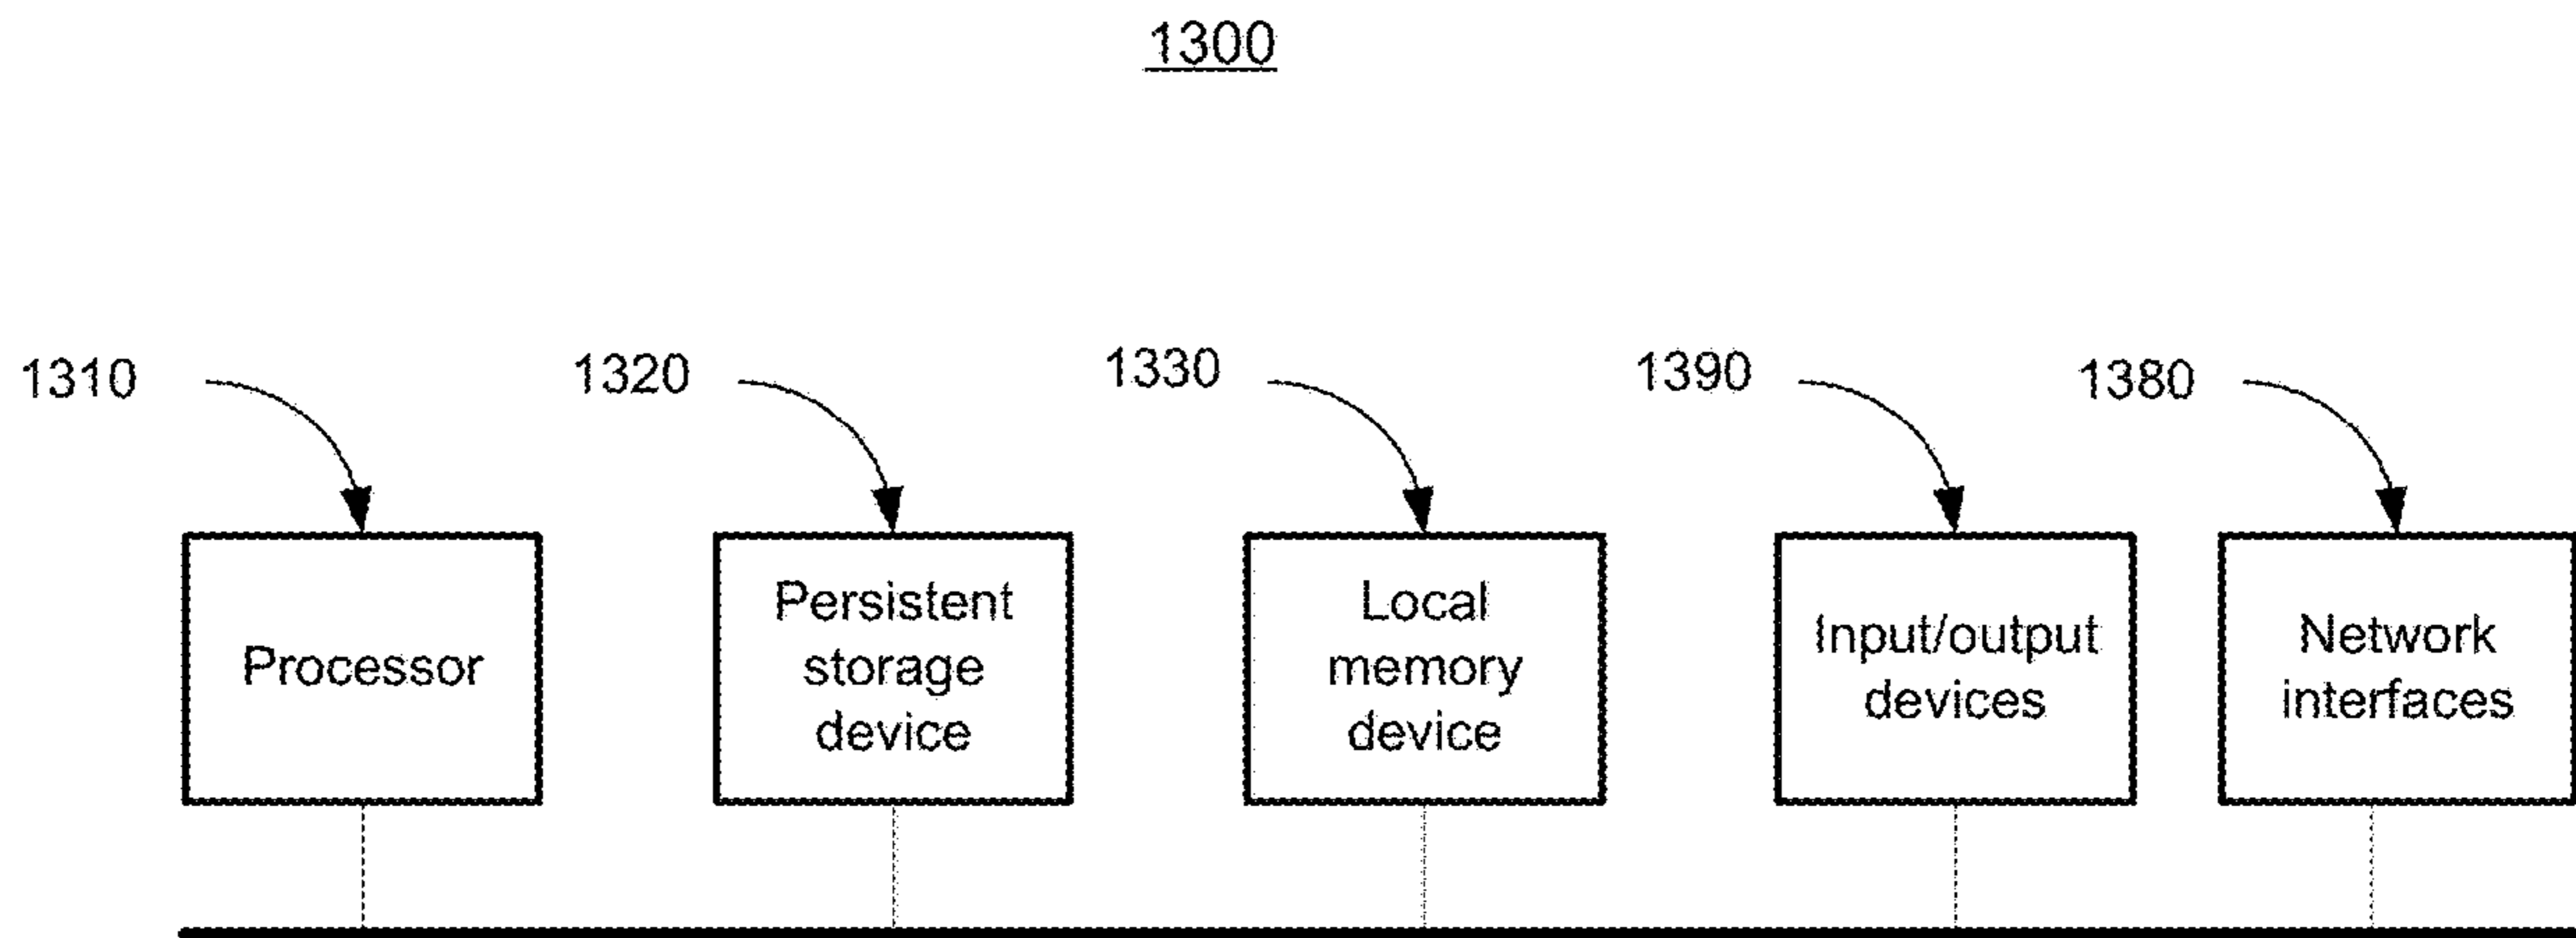 1300
1310
1320
1330
1390
1380
Processor
Persistent
storage
device
Local
memory
device
Input/output
devices
Network
interfaces